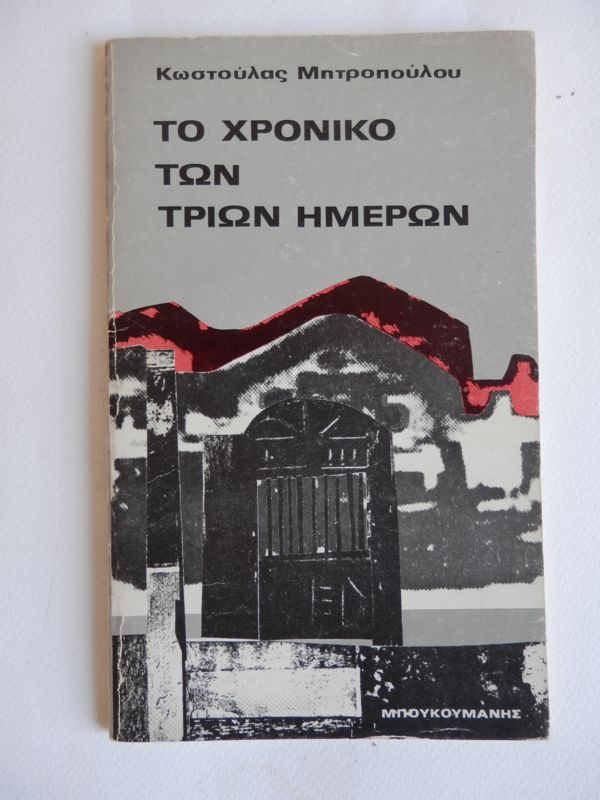 Κωστούλας Μητροπούλου
ΤΟ ΧΡΟΝΙΚΟ
ΤΩΝ
ΤΡΙΩΝ ΗΜΕΡΩΝ
ΜΠΟΥΚΟΥΜΑΝΗΣ